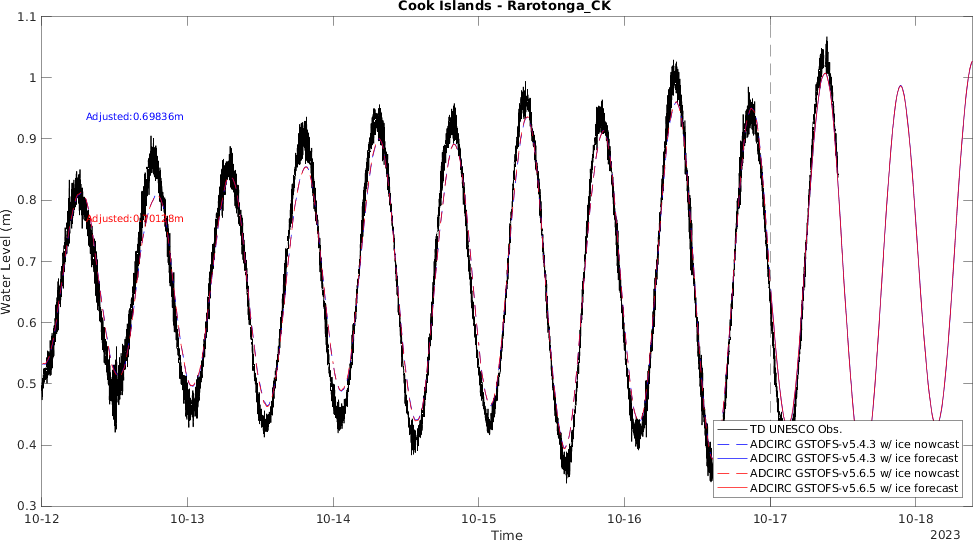 Cook Islands - Rarotonga_CK
1.1
1
0.9
0.8
0.7
0.6
0.5
0.4
0.3
Water Level (m)
Adjusted:0.69836m
Adjusted:0.70128m
TD UNESCO Obs.
ADCIRC GSTOFS-v5.4.3 w/ ice nowcast
ADCIRC GSTOFS-v5.4.3 w/ ice forecast
ADCIRC GSTOFS-v5.6.5 w/ ice nowcast
ADCIRC GSTOFS-v5.6.5 w/ ice forecast
10-12 10-13 10-14 10-15 10-16 10-17 10-18
Time
2023